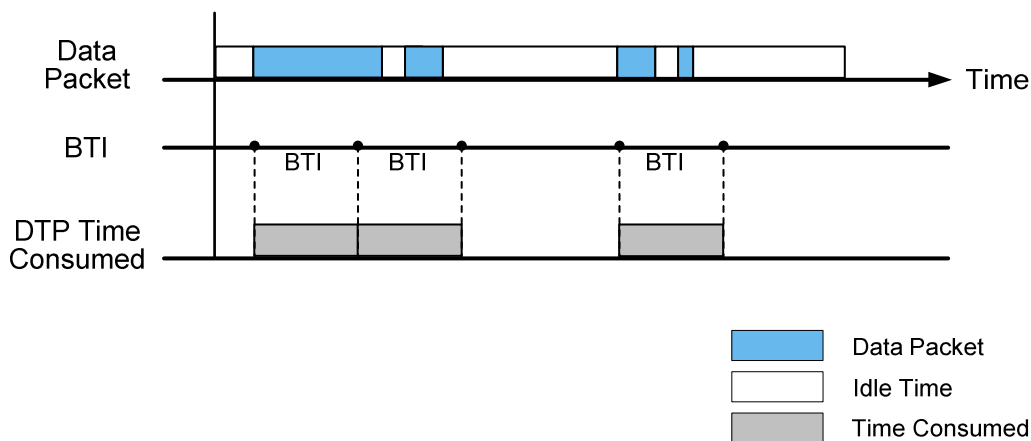 Data
Packet
Time
BTI
BTI
BTI
BTI
DTP Time
Consumed
Data Packet
Idle Time
Time Consumed